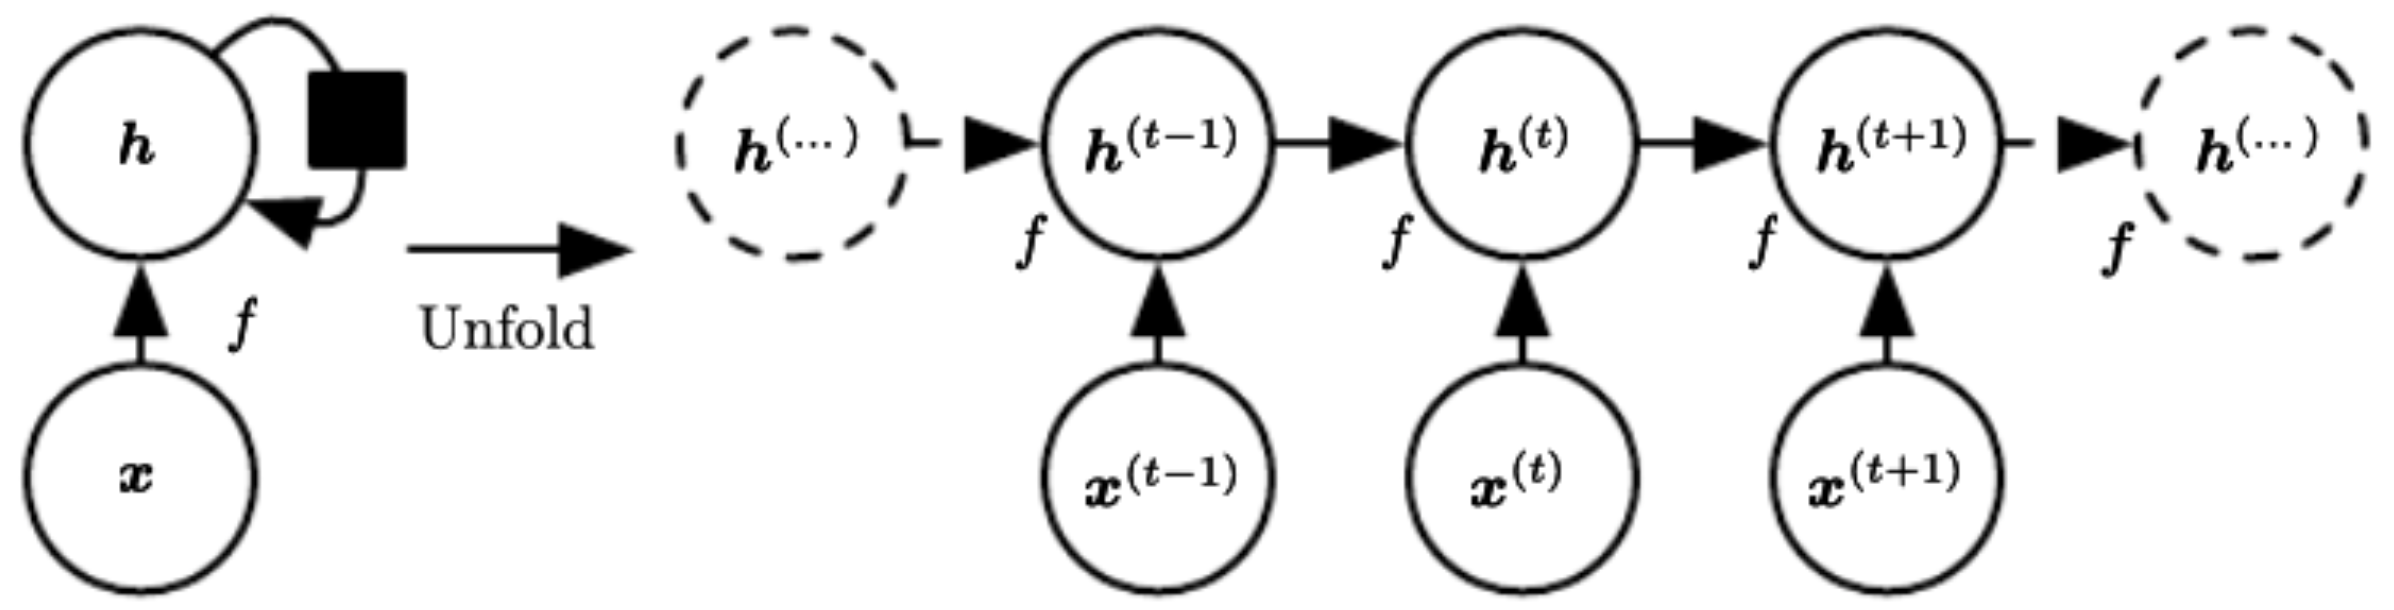 h h^(...) h^(t−1) h^(t) h^(t+1) h^(...)
f f f f f
Unfold
x x^(t−1) x^(t) x^(t+1)